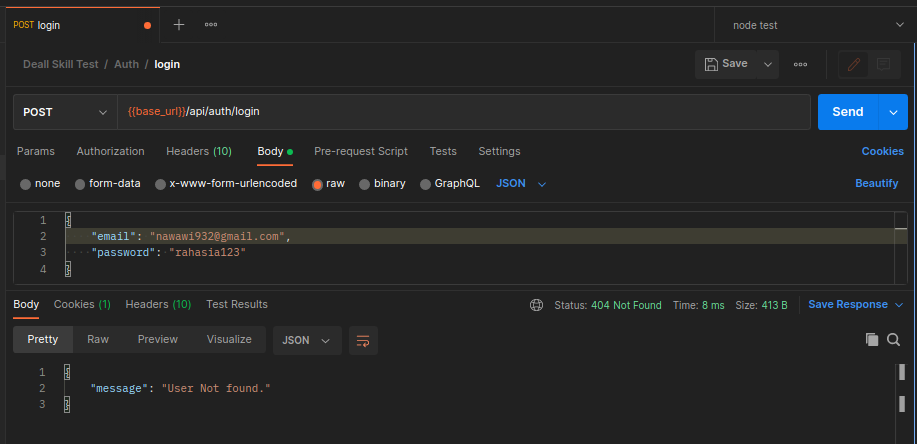 POST login
node test
Deall Skill Test / Auth / login
Save
POST
{{base_url}}/api/auth/login
Send
Params Authorization Headers (10) Body Pre-request Script Tests Settings Cookies
none form-data x-www-form-urlencoded raw binary GraphQL JSON Beautify
1 {
2 "email": "nawawi932@gmail.com",
3 "password": "rahasia123"
4 }
Body Cookies (1) Headers (10) Test Results Status: 404 Not Found Time: 8 ms Size: 413 B Save Response
Pretty Raw Preview Visualize JSON
1 {
2 "message": "User Not found."
3 }